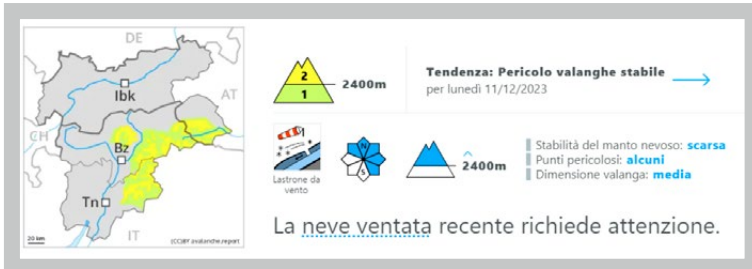 DE
AT
CH
IT
Ibk
Bz
Tn
20 km
(CC)BY avalanche.report
2
1
2400m
Tendenza: Pericolo valanghe stabile
per lunedì 11/12/2023
Lastrone da
vento
N
S
2400m
Stabilità del manto nevoso: scarsa
Punti pericolosi: alcuni
Dimensione valanga: media
La neve ventata recente richiede attenzione.